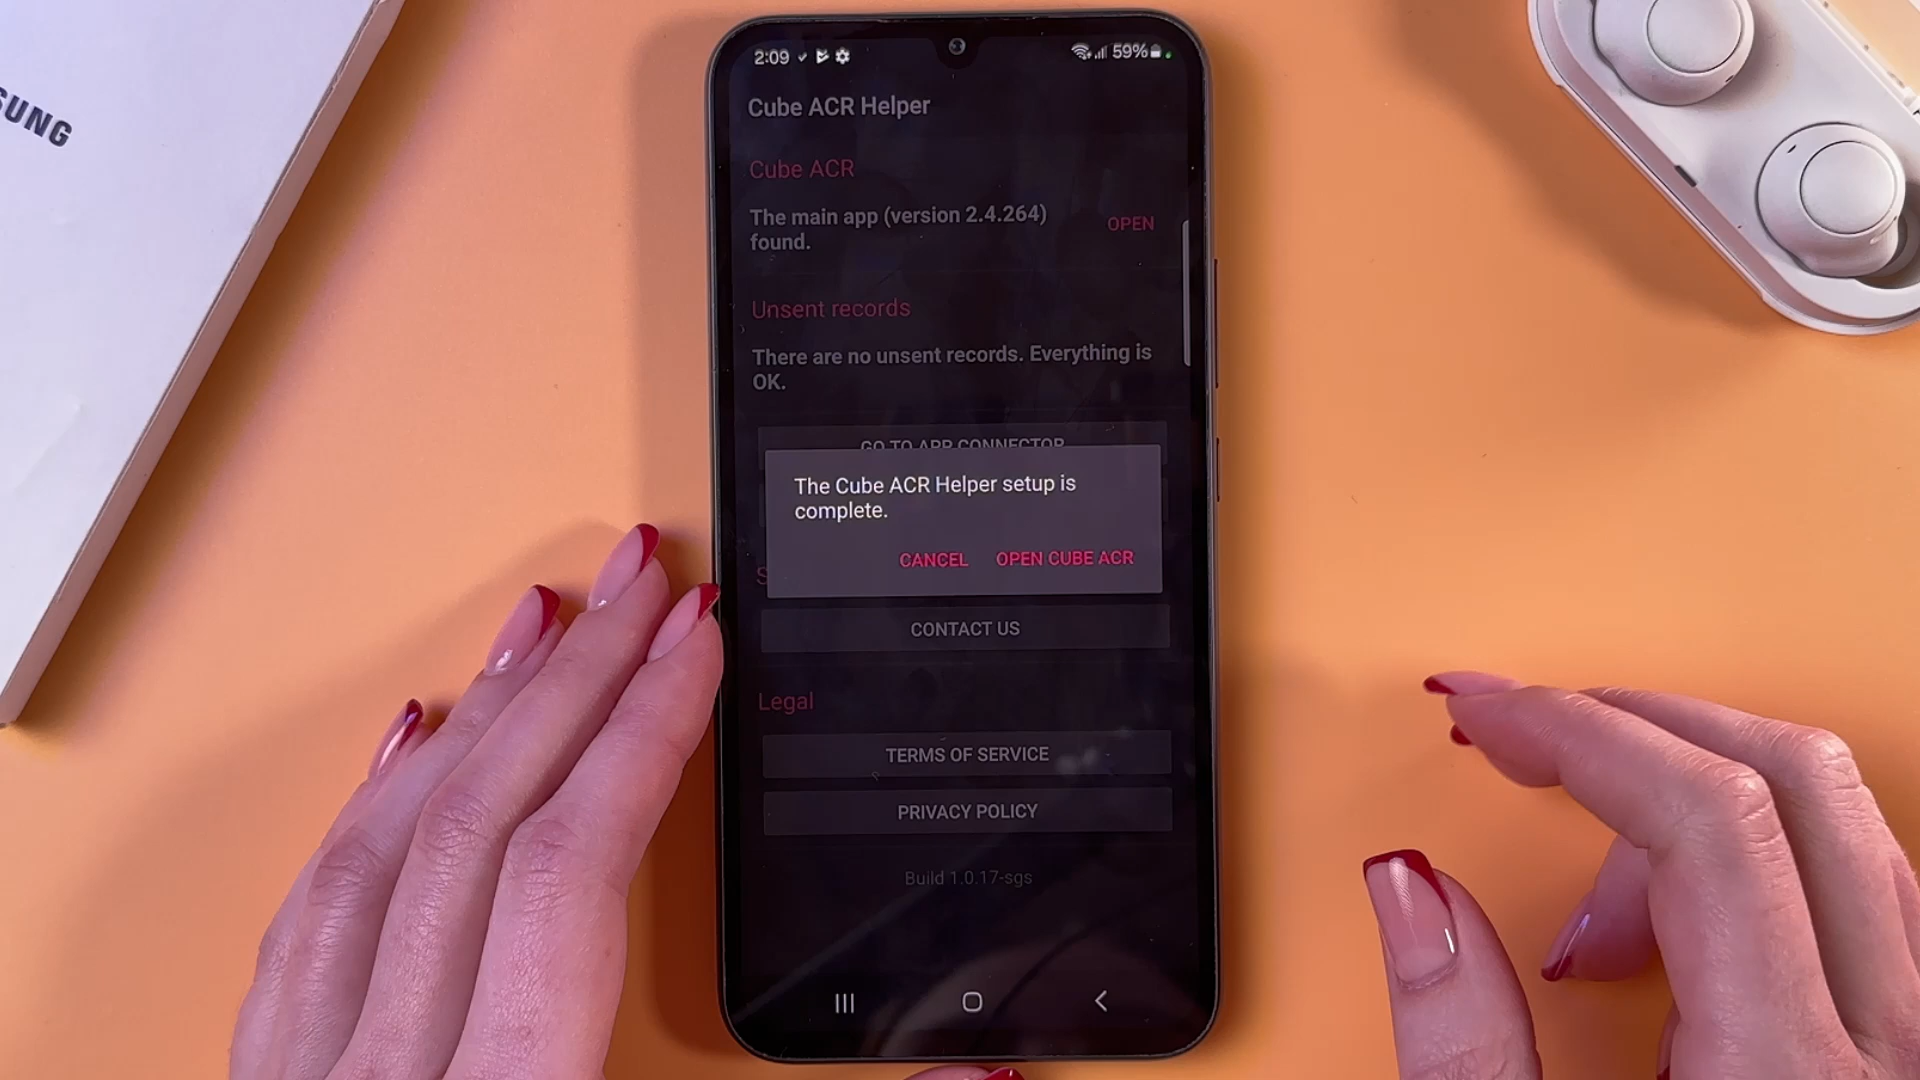 2:09
59%
Cube ACR Helper
Cube ACR
The main app (version 2.4.264)
found.
OPEN
Unsent records
There are no unsent records. Everything is
OK.
GO TO APP CONNECTOR
The Cube ACR Helper setup is
complete.
CANCEL OPEN CUBE ACR
CONTACT US
Legal
TERMS OF SERVICE
PRIVACY POLICY
Build 1.0.17-sgs
SUNG